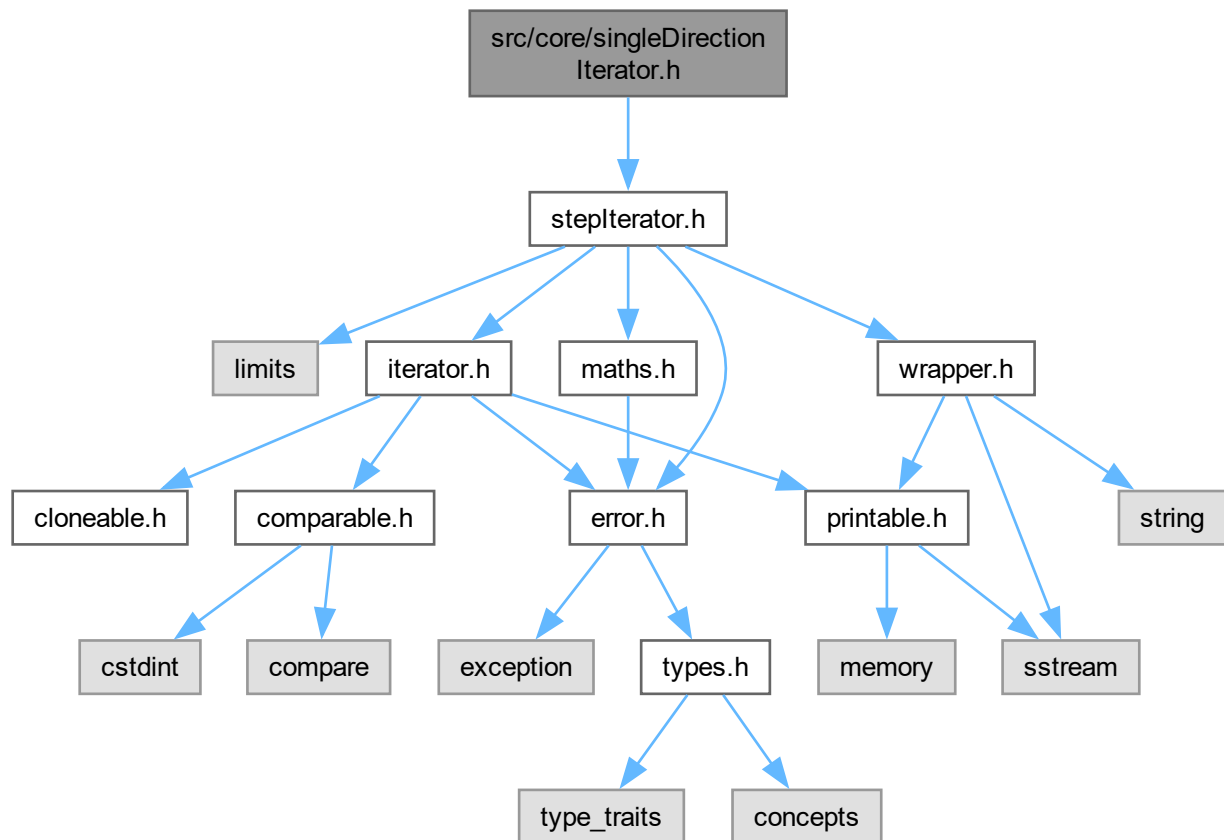 src/core/singleDirection
Iterator.h
stepIterator.h
limits
iterator.h
maths.h
wrapper.h
cloneable.h
comparable.h
error.h
printable.h
string
cstdint
compare
exception
types.h
memory
sstream
type_traits
concepts